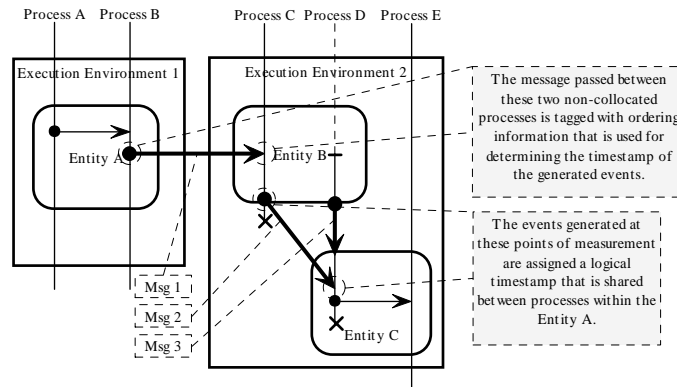 Process A Process B Process C Process D Process E
Execution Environment 1
Execution Environment 2
The message passed between
these two non-collocated
processes is tagged with ordering
information that is used for
determining the timestamp of
the generated events.
Entity A
Entity B
The events generated at
these points of measurement
are assigned a logical
timestamp that is shared
between processes within the
Entity A.
Msg 1
Msg 2
Msg 3
Entity C